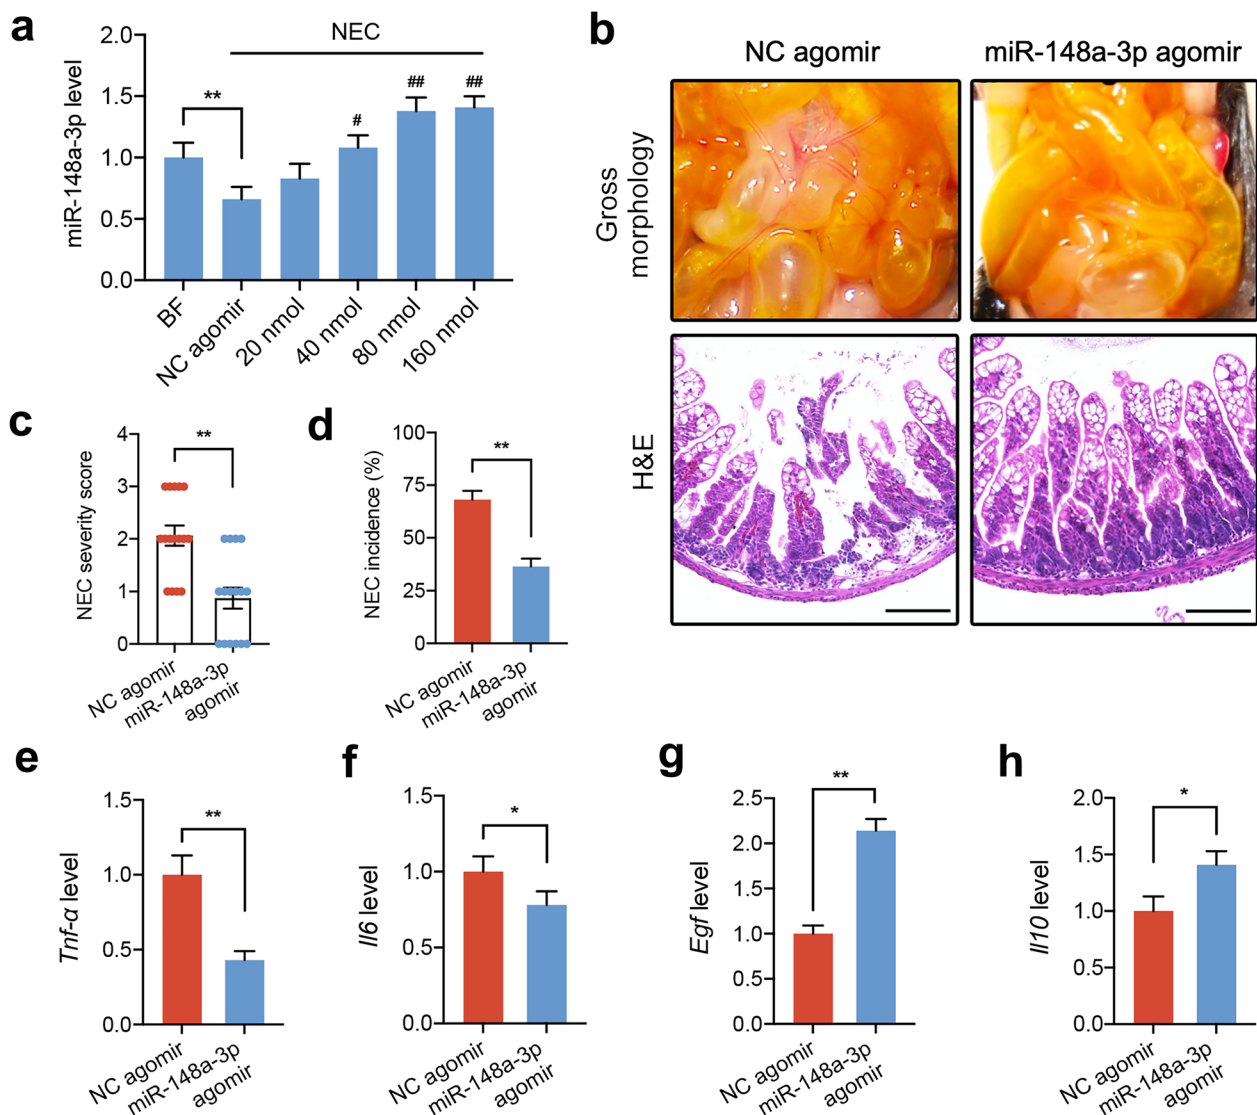 a
NEC
miR-148a-3p level
2.0
1.5
1.0
0.5
0.0
**
#
##
##
BF
NC agomir
20 nmol
40 nmol
80 nmol
160 nmol
b
NC agomir
miR-148a-3p agomir
Gross
morphology
H&E
c
NEC severity score
4
3
2
1
0
**
NC agomir
miR-148a-3p
agomir
d
NEC incidence (%)
100
75
50
25
0
**
NC agomir
miR-148a-3p
agomir
e
Tnf-α level
1.5
1.0
0.5
0.0
**
NC agomir
miR-148a-3p
agomir
f
Il6 level
1.5
1.0
0.5
0.0
*
NC agomir
miR-148a-3p
agomir
g
Egf level
2.5
2.0
1.5
1.0
0.5
0.0
**
NC agomir
miR-148a-3p
agomir
h
Il10 level
2.0
1.5
1.0
0.5
0.0
*
NC agomir
miR-148a-3p
agomir